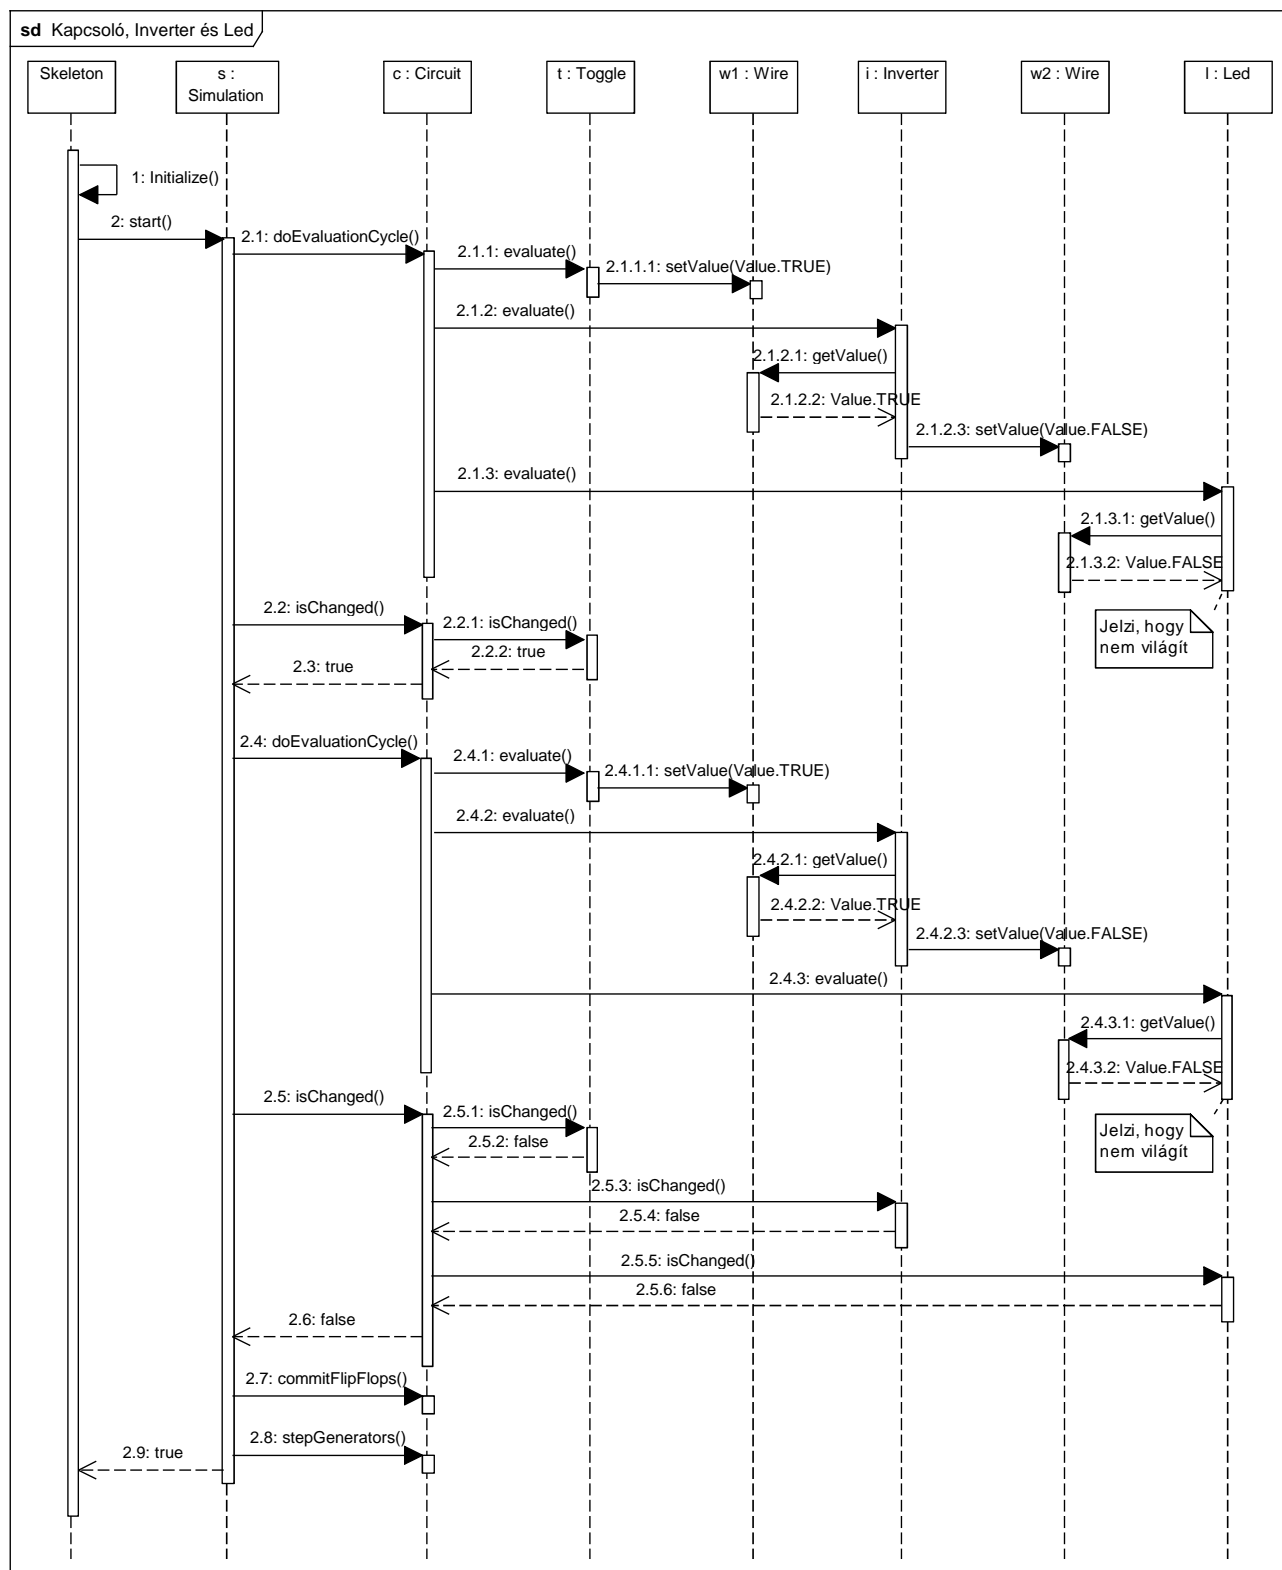 sd Kapcsoló, Inverter és Led
Skeleton
s :
Simulation
c : Circuit
t : Toggle
w1 : Wire
i : Inverter
w2 : Wire
l : Led
1: Initialize()
2: start()
2.1: doEvaluationCycle()
2.1.1: evaluate()
2.1.1.1: setValue(Value.TRUE)
2.1.2: evaluate()
2.1.2.1: getValue()
2.1.2.2: Value.TRUE
2.1.2.3: setValue(Value.FALSE)
2.1.3: evaluate()
2.1.3.1: getValue()
2.1.3.2: Value.FALSE
Jelzi, hogy
nem világít
2.2: isChanged()
2.2.1: isChanged()
2.2.2: true
2.3: true
2.4: doEvaluationCycle()
2.4.1: evaluate()
2.4.1.1: setValue(Value.TRUE)
2.4.2: evaluate()
2.4.2.1: getValue()
2.4.2.2: Value.TRUE
2.4.2.3: setValue(Value.FALSE)
2.4.3: evaluate()
2.4.3.1: getValue()
2.4.3.2: Value.FALSE
Jelzi, hogy
nem világít
2.5: isChanged()
2.5.1: isChanged()
2.5.2: false
2.5.3: isChanged()
2.5.4: false
2.5.5: isChanged()
2.5.6: false
2.6: false
2.7: commitFlipFlops()
2.8: stepGenerators()
2.9: true